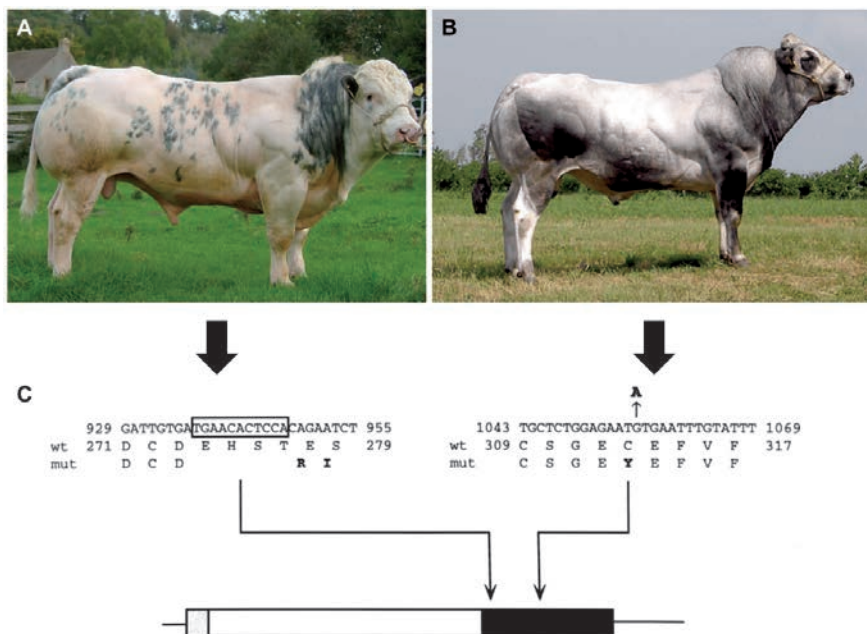 A
B
C
929 GATTGTGATGAACACTCCACAGAATCT 955
wt 271 D C D E H S T E S 279
mut D C D R I
A
↑
1043 TGCTCTGGAGAATGTGAATTTGTATTT 1069
wt 309 C S G E C E F V F 317
mut C S G E Y E F V F